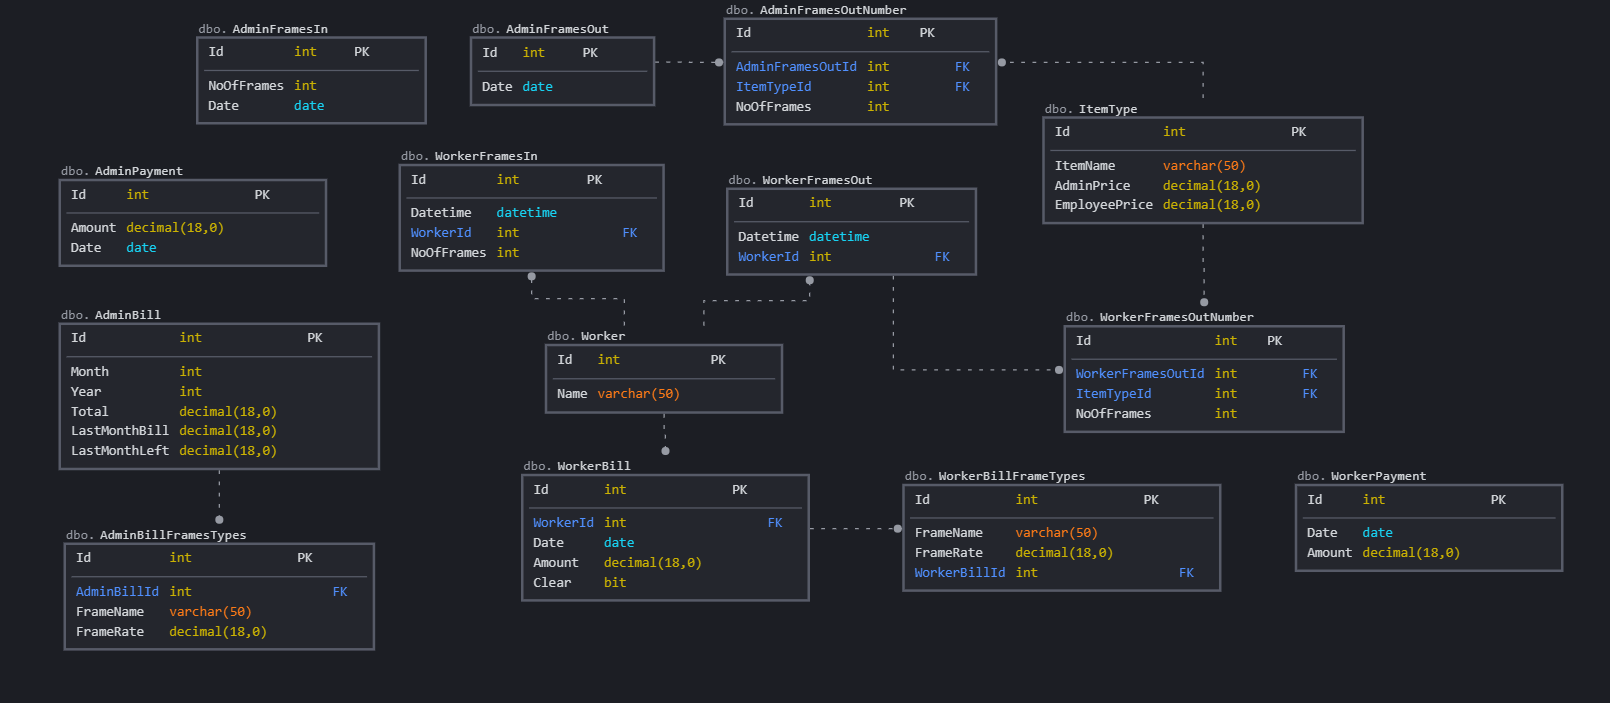 dbo. AdminFramesIn
Id int PK
NoOfFrames int
Date date
dbo. AdminFramesOut
Id int PK
Date date
dbo. AdminFramesOutNumber
Id int PK
AdminFramesOutId int FK
ItemTypeId int FK
NoOfFrames int
dbo. ItemType
Id int PK
ItemName varchar(50)
AdminPrice decimal(18,0)
EmployeePrice decimal(18,0)
dbo. AdminPayment
Id int PK
Amount decimal(18,0)
Date date
dbo. WorkerFramesIn
Id int PK
Datetime datetime
WorkerId int FK
NoOfFrames int
dbo. WorkerFramesOut
Id int PK
Datetime datetime
WorkerId int FK
dbo. AdminBill
Id int PK
Month int
Year int
Total decimal(18,0)
LastMonthBill decimal(18,0)
LastMonthLeft decimal(18,0)
dbo. Worker
Id int PK
Name varchar(50)
dbo. WorkerFramesOutNumber
Id int PK
WorkerFramesOutId int FK
ItemTypeId int FK
NoOfFrames int
dbo. AdminBillFramesTypes
Id int PK
AdminBillId int FK
FrameName varchar(50)
FrameRate decimal(18,0)
dbo. WorkerBill
Id int PK
WorkerId int FK
Date date
Amount decimal(18,0)
Clear bit
dbo. WorkerBillFrameTypes
Id int PK
FrameName varchar(50)
FrameRate decimal(18,0)
WorkerBillId int FK
dbo. WorkerPayment
Id int PK
Date date
Amount decimal(18,0)